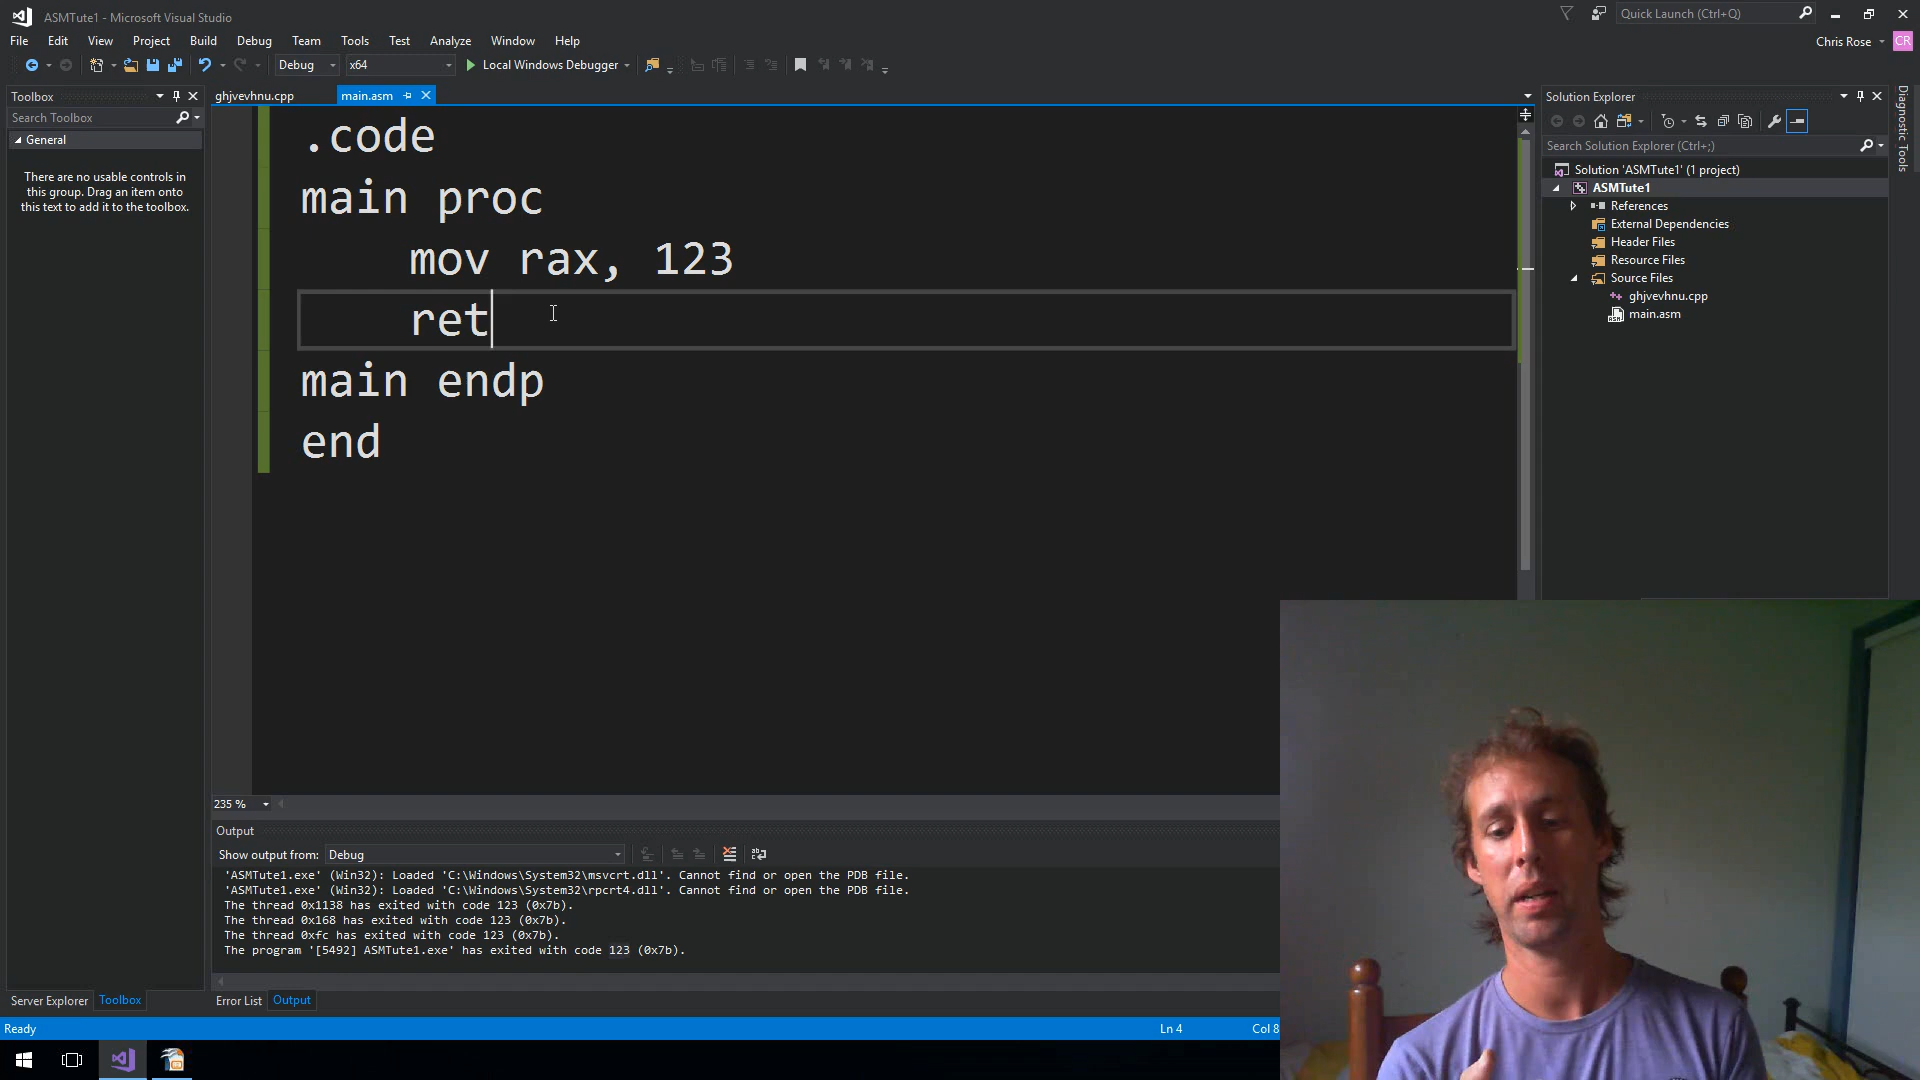 ASMTute1 - Microsoft Visual Studio
Quick Launch (Ctrl+Q)
File Edit View Project Build Debug Team Tools Test Analyze Window Help
Chris Rose CR
Debug x64 Local Windows Debugger
Toolbox
ghjvevhnu.cpp main.asm
Solution Explorer
Diagnostic Tools
Search Toolbox
General
There are no usable controls in
this group. Drag an item onto
this text to add it to the toolbox.
.code
main proc
mov rax, 123
ret
main endp
end
Search Solution Explorer (Ctrl+;)
Solution 'ASMTute1' (1 project)
ASMTute1
References
External Dependencies
Header Files
Resource Files
Source Files
ghjvevhnu.cpp
main.asm
235 %
Output
Show output from: Debug
'ASMTute1.exe' (Win32): Loaded 'C:\Windows\System32\msvcrt.dll'. Cannot find or open the PDB file.
'ASMTute1.exe' (Win32): Loaded 'C:\Windows\System32\rpcrt4.dll'. Cannot find or open the PDB file.
The thread 0x1138 has exited with code 123 (0x7b).
The thread 0x168 has exited with code 123 (0x7b).
The thread 0xfc has exited with code 123 (0x7b).
The program '[5492] ASMTute1.exe' has exited with code 123 (0x7b).
Server Explorer Toolbox
Error List Output
Ready
Ln 4 Col 8